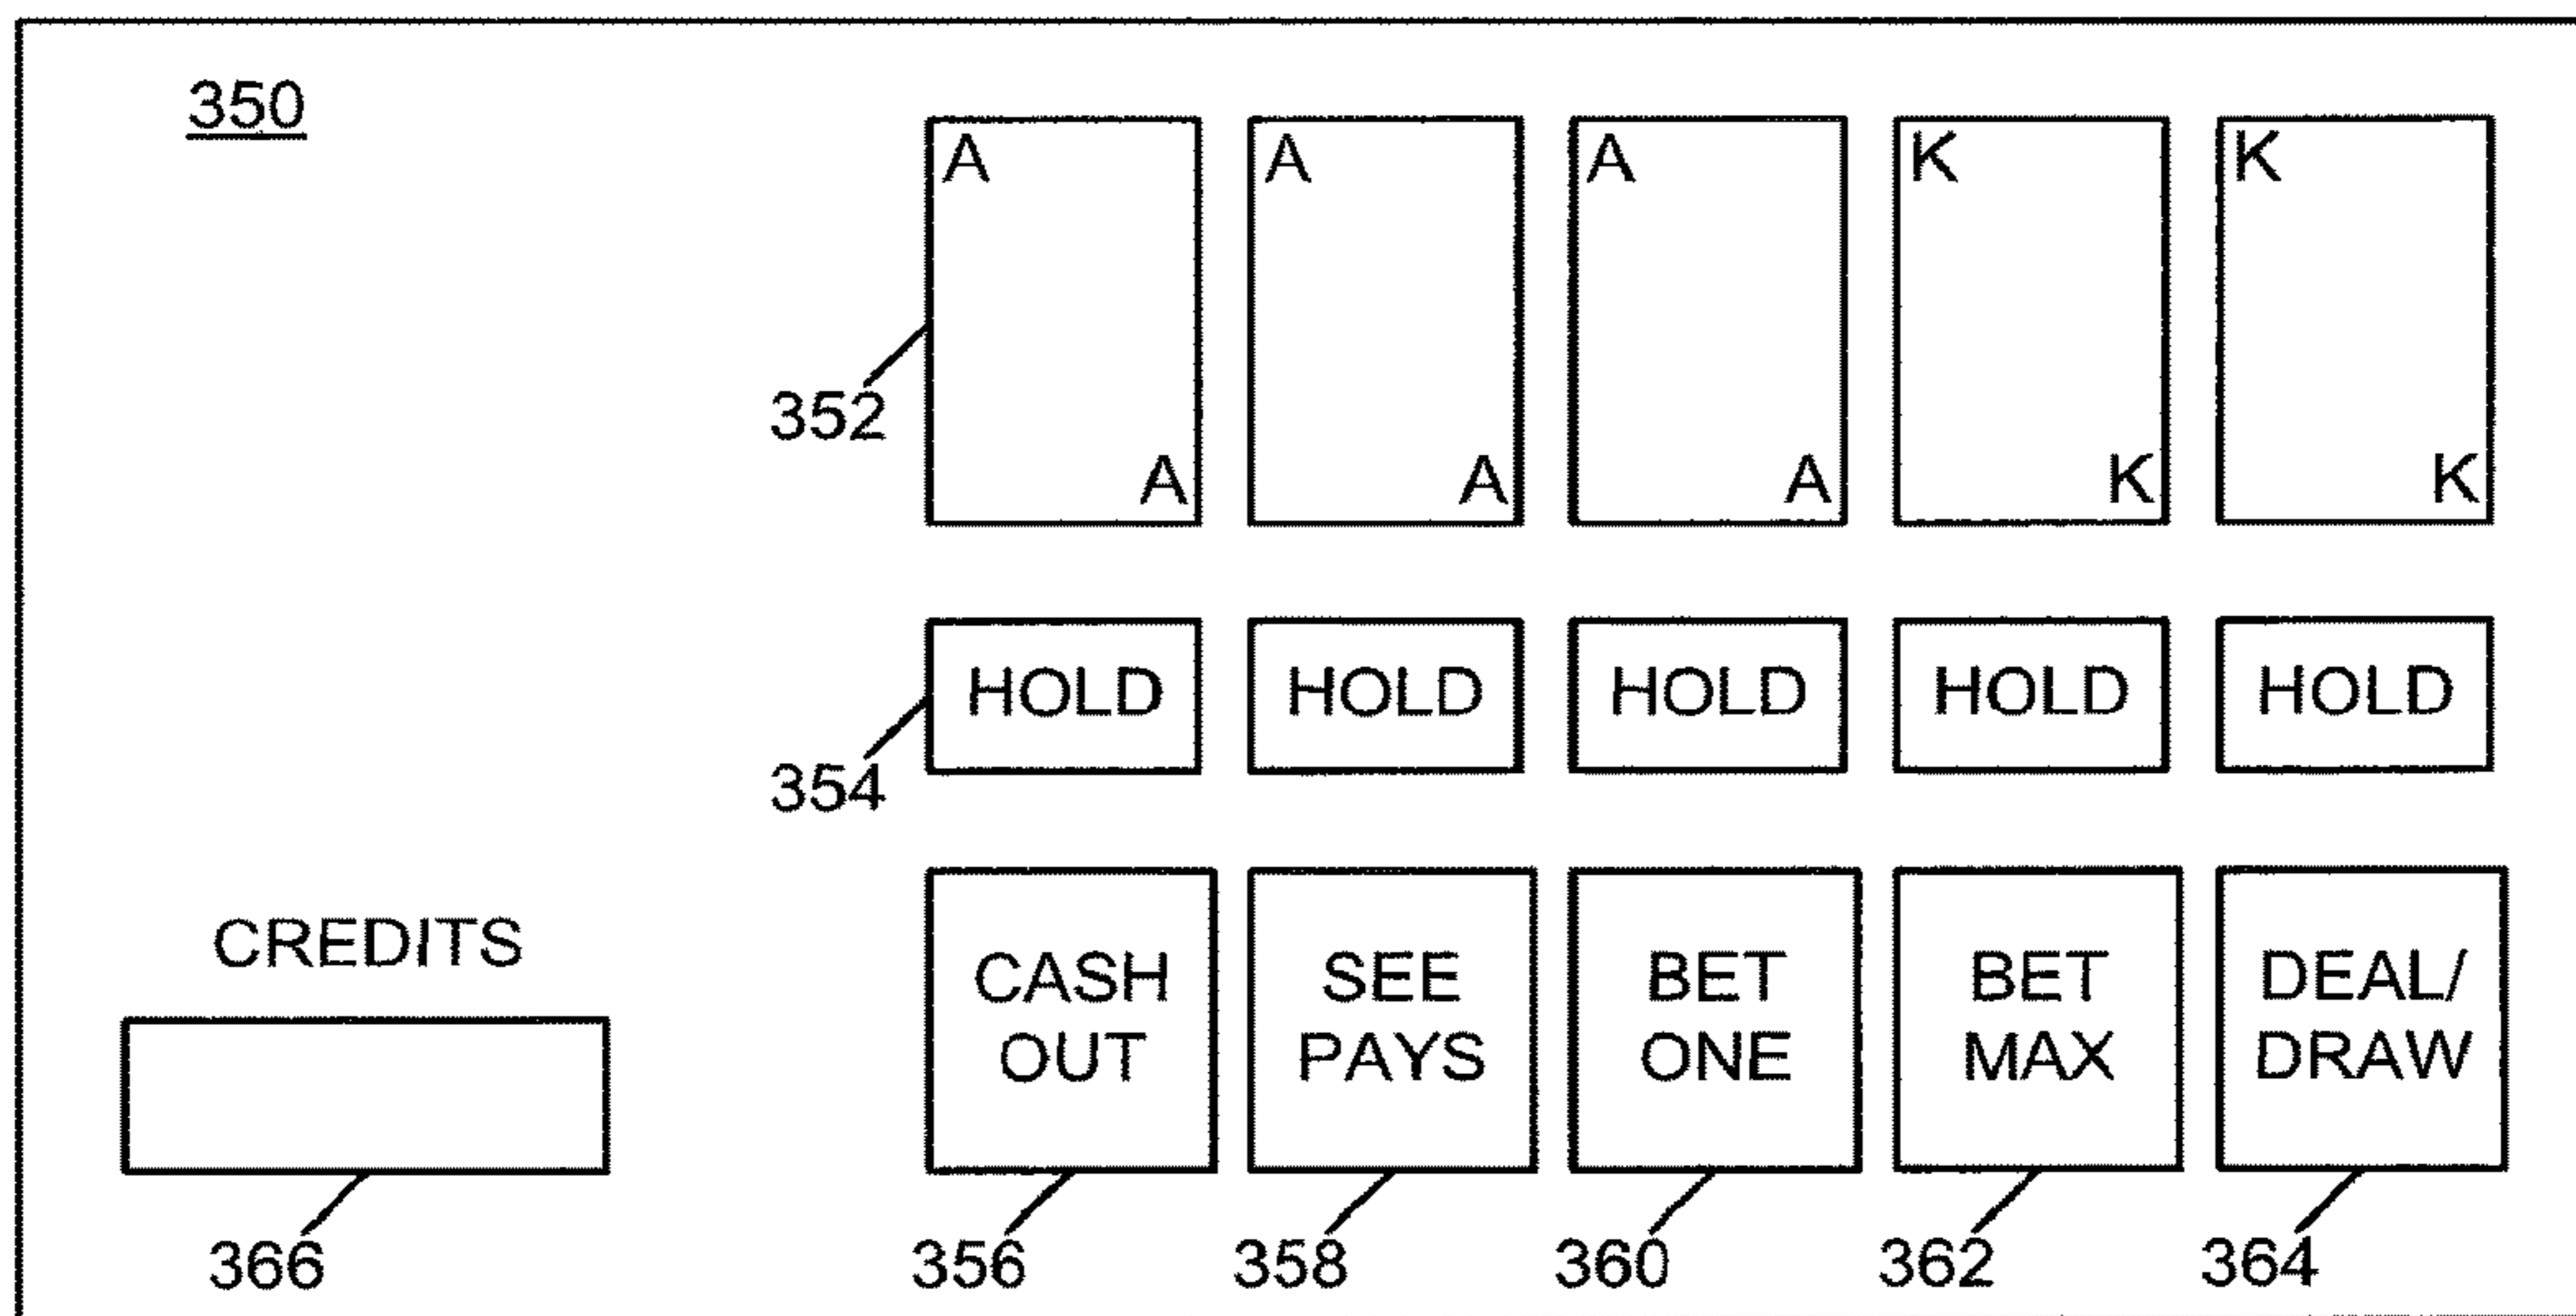 350
A A A K K
352
A A A K K
HOLD HOLD HOLD HOLD HOLD
354
CREDITS
CASH OUT
SEE PAYS
BET ONE
BET MAX
DEAL/ DRAW
366 356 358 360 362 364